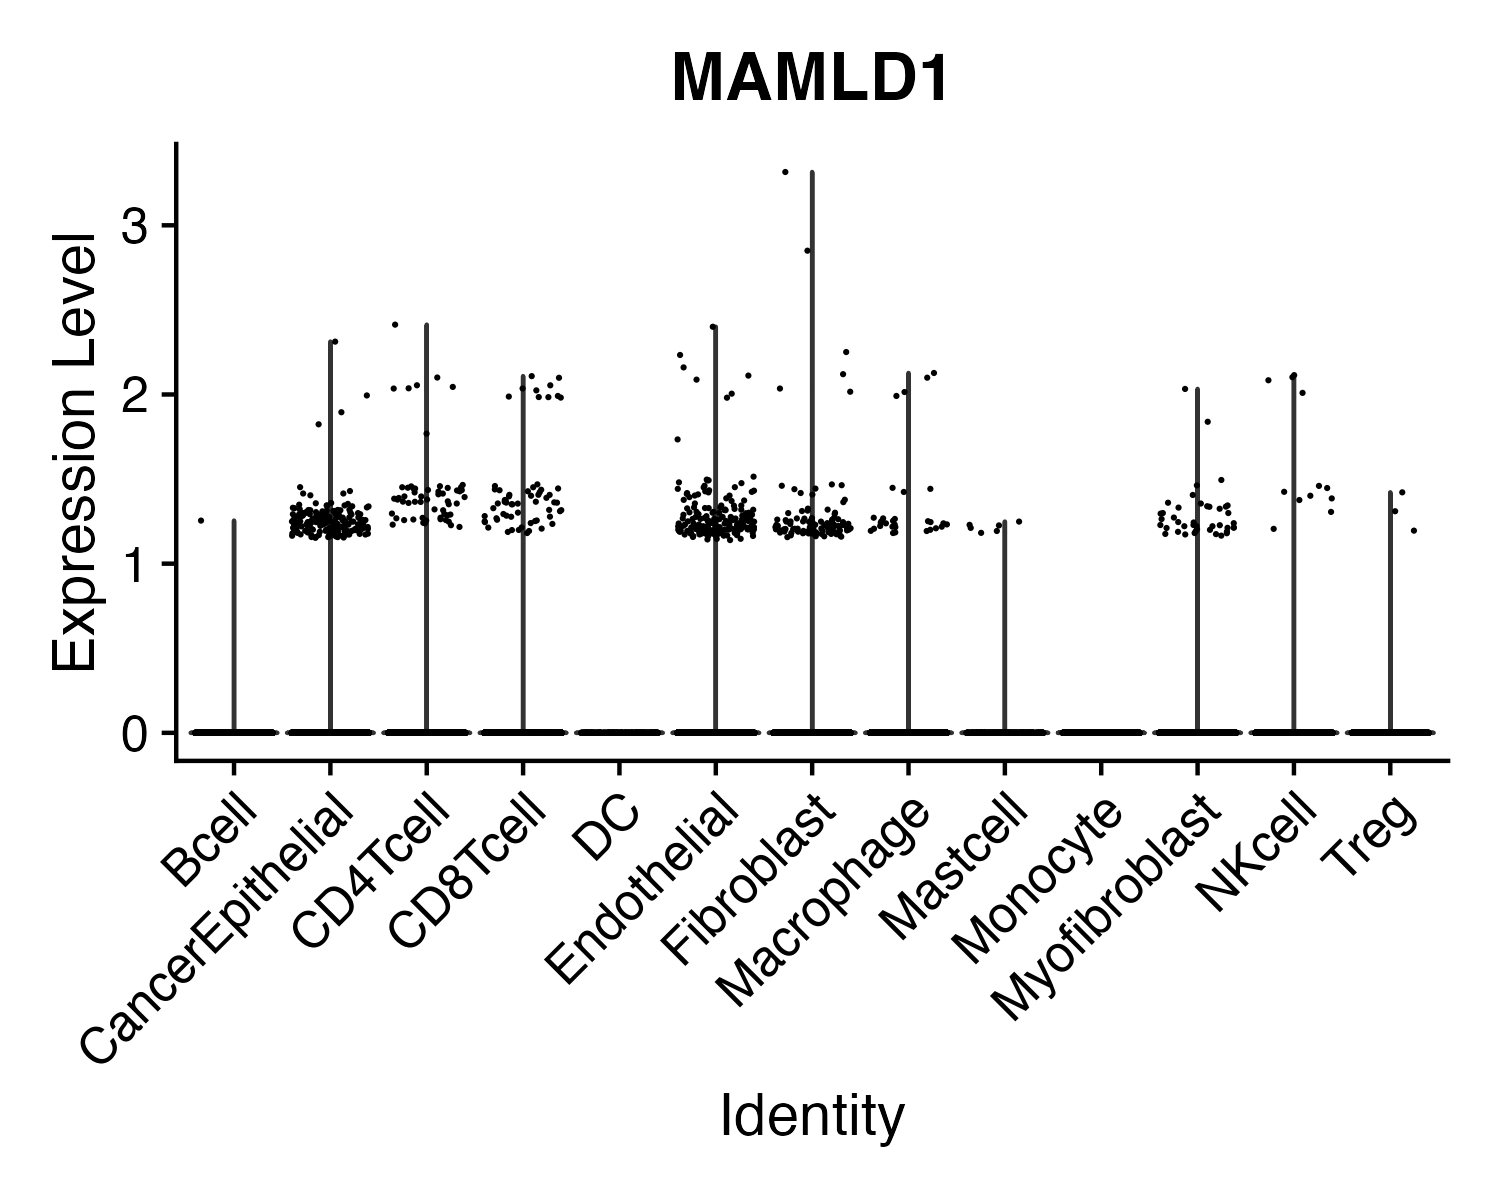 MAMLD1
Expression Level
3
2
1
0
Bcell
CancerEpithelial
CD4Tcell
CD8Tcell
DC
Endothelial
Fibroblast
Macrophage
Mastcell
Monocyte
Myofibroblast
NKcell
Treg
Identity